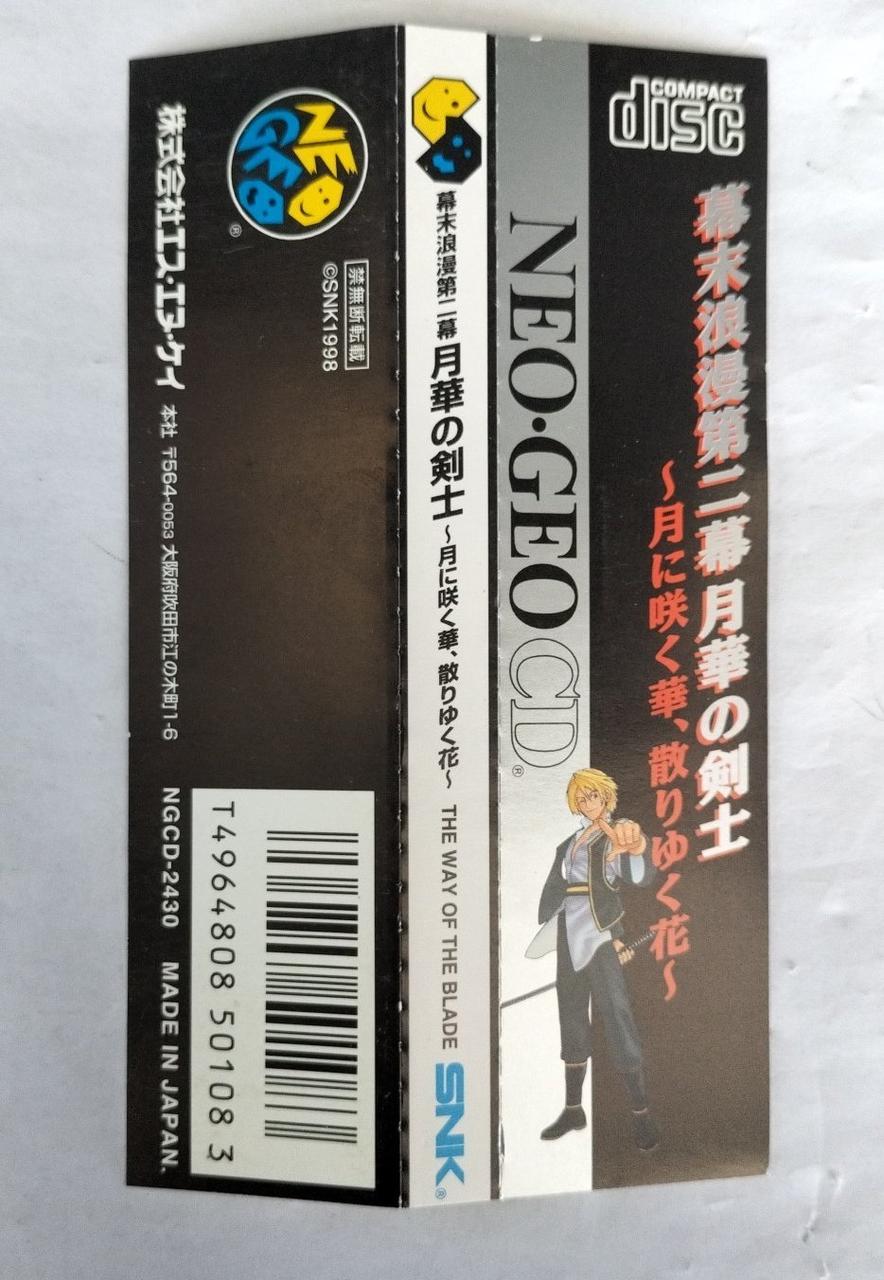 COMPACT
disc
幕末浪漫第二幕 月華の剣士
〜月に咲く華、散りゆく花〜
NEO・GEO CD®
幕末浪漫第二幕 月華の剣士 〜月に咲く華、散りゆく花〜 THE WAY OF THE BLADE SNK®
NEO
GEO
®
禁無断転載
©SNK1998
株式会社エス・エヌ・ケイ 本社 〒564-0053 大阪府吹田市江の木町1-6 NGCD-2430 MADE IN JAPAN.
T4964808 501083